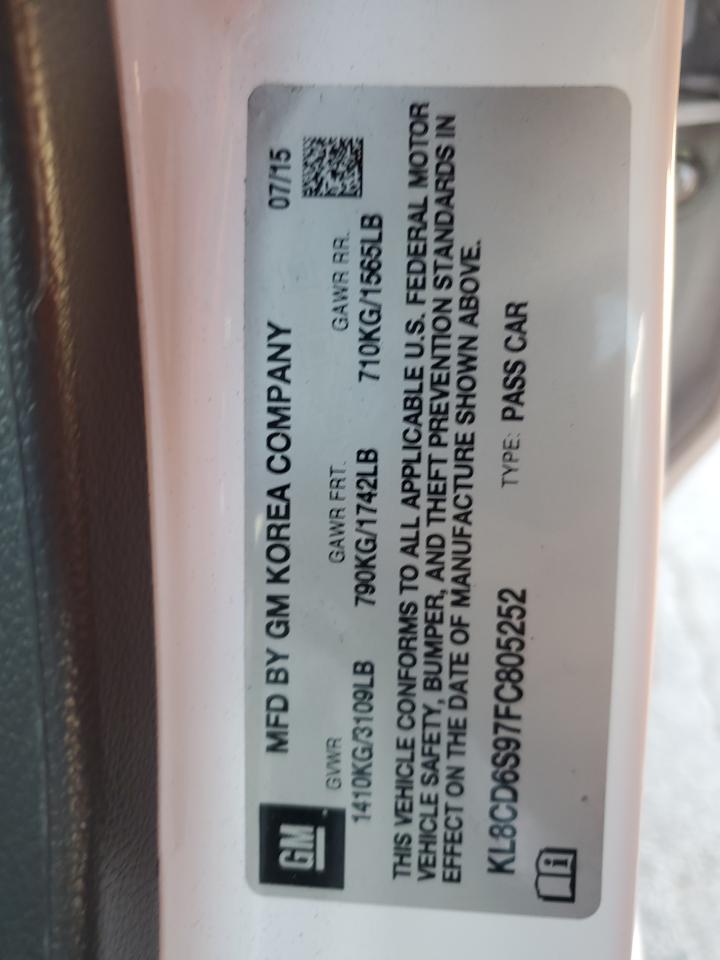 GM MFD BY GM KOREA COMPANY 07/15
GVWR GAWR FRT. GAWR RR.
1410KG/3109LB 790KG/1742LB 710KG/1565LB
THIS VEHICLE CONFORMS TO ALL APPLICABLE U.S. FEDERAL MOTOR
VEHICLE SAFETY, BUMPER, AND THEFT PREVENTION STANDARDS IN
EFFECT ON THE DATE OF MANUFACTURE SHOWN ABOVE.
KL8CD6S97FC805252 TYPE: PASS CAR